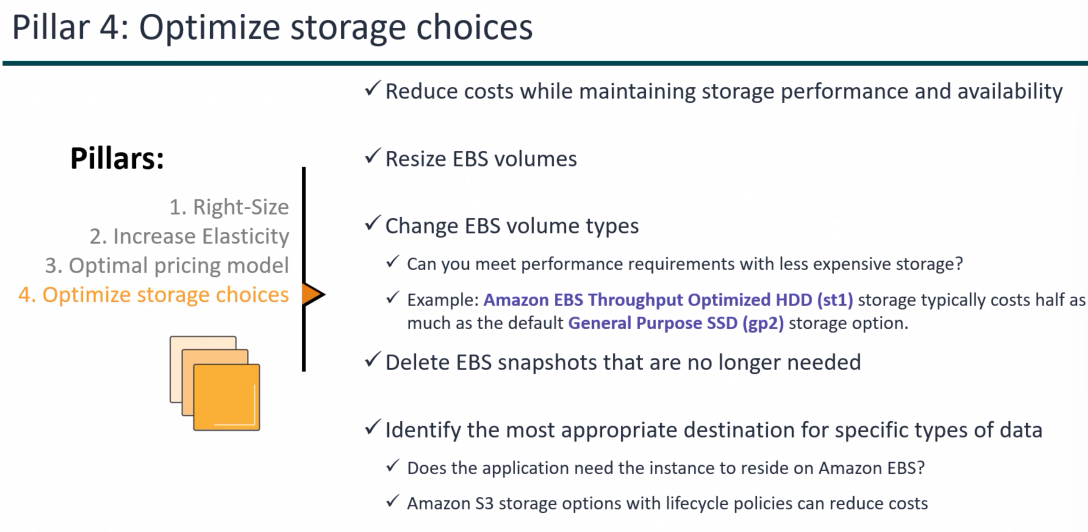 Pillar 4: Optimize storage choices
Pillars:
1. Right-Size
2. Increase Elasticity
3. Optimal pricing model
4. Optimize storage choices
✓ Reduce costs while maintaining storage performance and availability
✓ Resize EBS volumes
✓ Change EBS volume types
✓ Can you meet performance requirements with less expensive storage?
✓ Example: Amazon EBS Throughput Optimized HDD (st1) storage typically costs half as
much as the default General Purpose SSD (gp2) storage option.
✓ Delete EBS snapshots that are no longer needed
✓ Identify the most appropriate destination for specific types of data
✓ Does the application need the instance to reside on Amazon EBS?
✓ Amazon S3 storage options with lifecycle policies can reduce costs